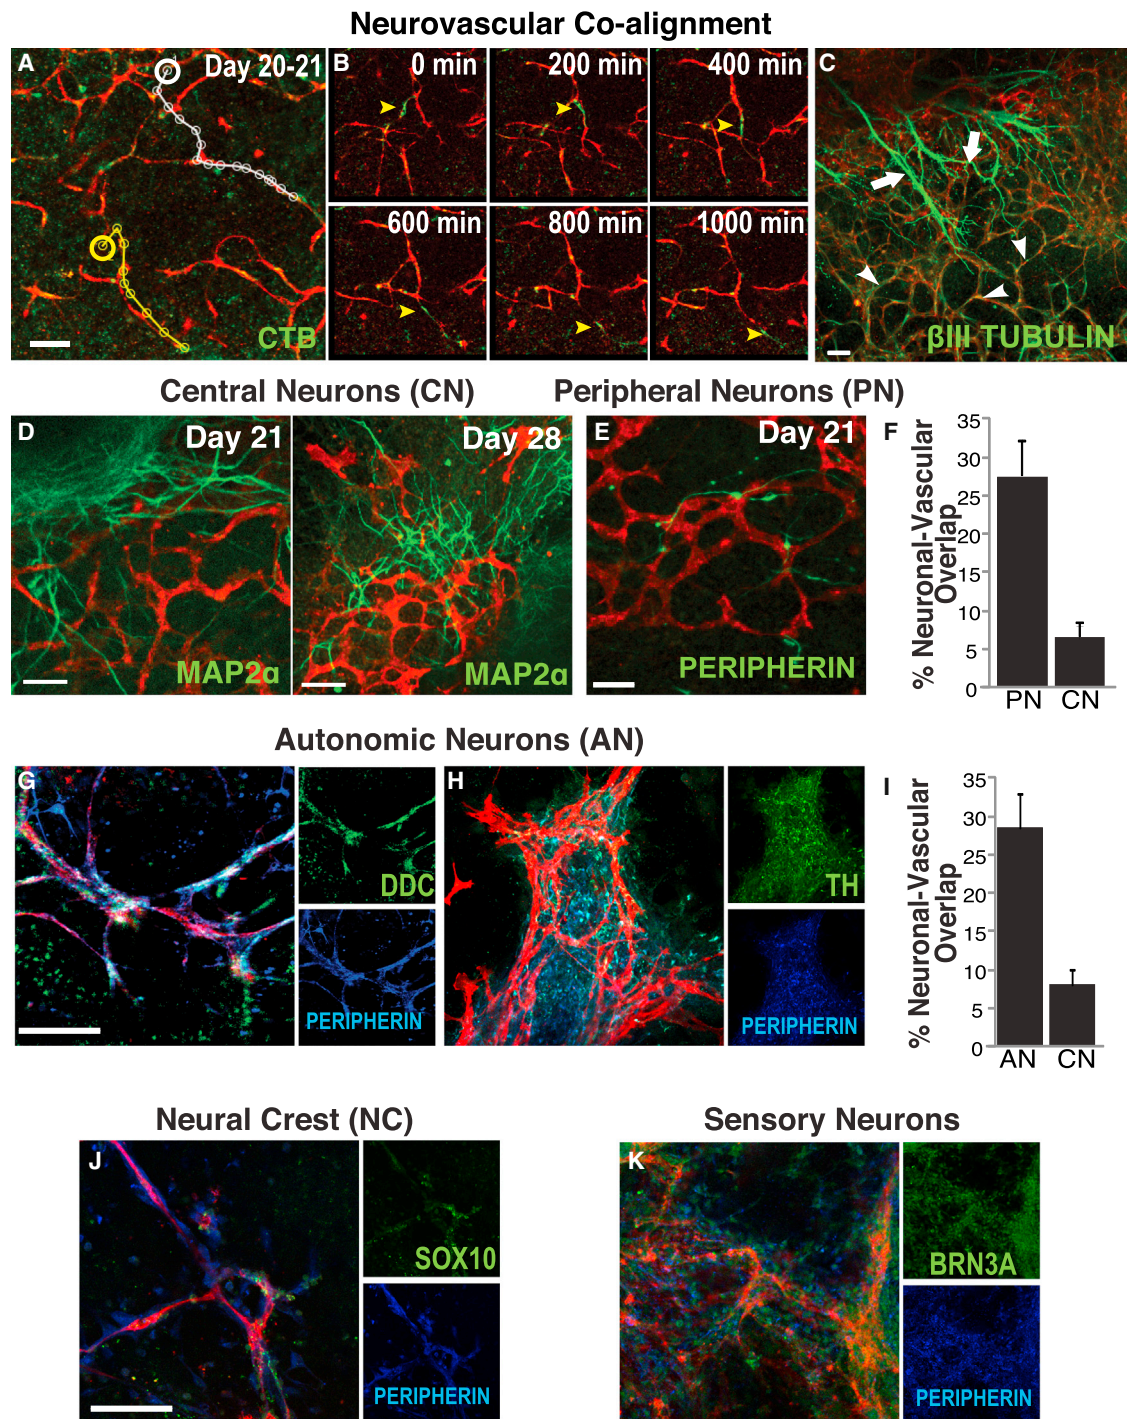 Neurovascular Co-alignment
A
Day 20-21
CTB
B
0 min
200 min
400 min
600 min
800 min
1000 min
C
βIII TUBULIN
Central Neurons (CN)
Peripheral Neurons (PN)
D
Day 21
MAP2α
Day 28
MAP2α
E
Day 21
PERIPHERIN
F
% Neuronal-Vascular
Overlap
35
30
25
20
15
10
5
0
PN
CN
Autonomic Neurons (AN)
G
DDC
PERIPHERIN
H
TH
PERIPHERIN
I
% Neuronal-Vascular
Overlap
35
30
25
20
15
10
5
0
AN
CN
Neural Crest (NC)
J
SOX10
PERIPHERIN
Sensory Neurons
K
BRN3A
PERIPHERIN